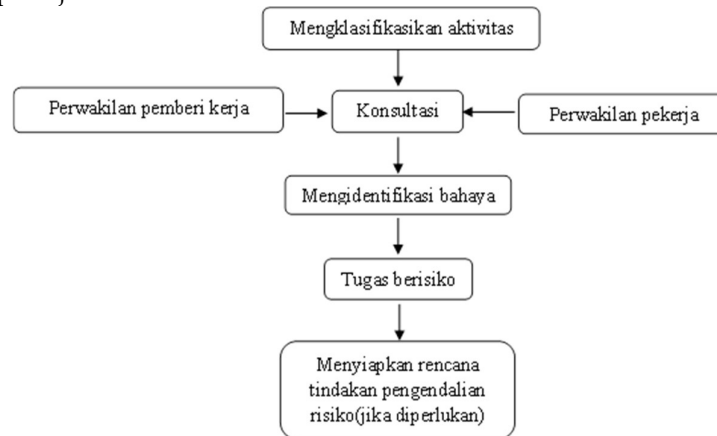 Mengklasifikasikan aktivitas
Perwakilan pemberi kerja
Konsultasi
Perwakilan pekerja
Mengidentifikasi bahaya
Tugas berisiko
Menyiapkan rencana
tindakan pengendalian
risiko(jika diperlukan)